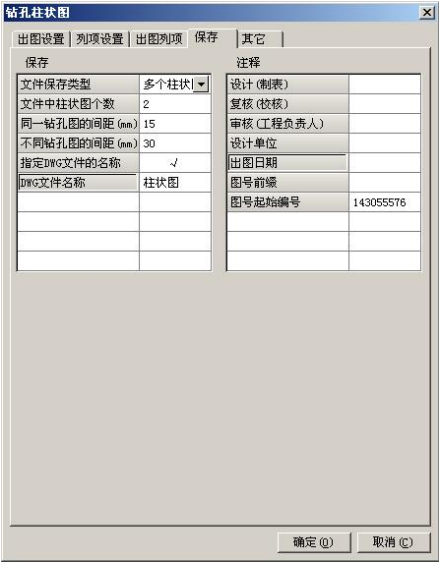 钻孔柱状图
出图设置 列项设置 出图列项 保存 其它
保存
文件保存类型 多个柱状
文件中柱状图个数 2
同一钻孔图的间距(mm) 15
不同钻孔图的间距(mm) 30
指定DWG文件的名称 √
DWG文件名称 柱状图
注释
设计(制表)
复核(校核)
审核(工程负责人)
设计单位
出图日期
图号前缀
图号起始编号 143055576
确定(O) 取消(C)